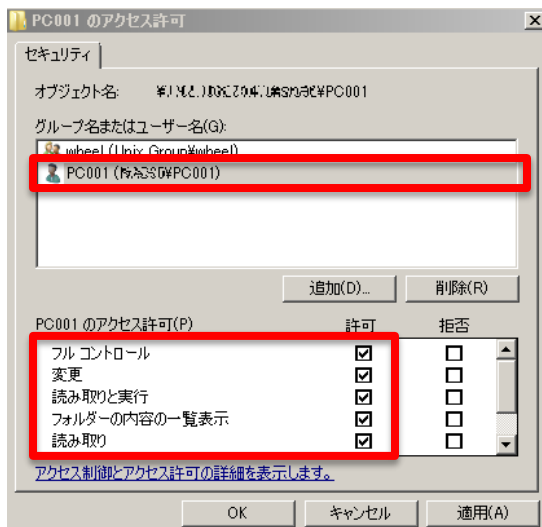 PC001 のアクセス許可
セキュリティ
オブジェクト名: ¥PC001
グループ名またはユーザー名(G):
wheel (Unix Group¥wheel)
PC001 ( ¥PC001)
追加(D)... 削除(R)
PC001 のアクセス許可(P) 許可 拒否
フル コントロール
変更
読み取りと実行
フォルダーの内容の一覧表示
読み取り
アクセス制御とアクセス許可の詳細を表示します。
OK キャンセル 適用(A)